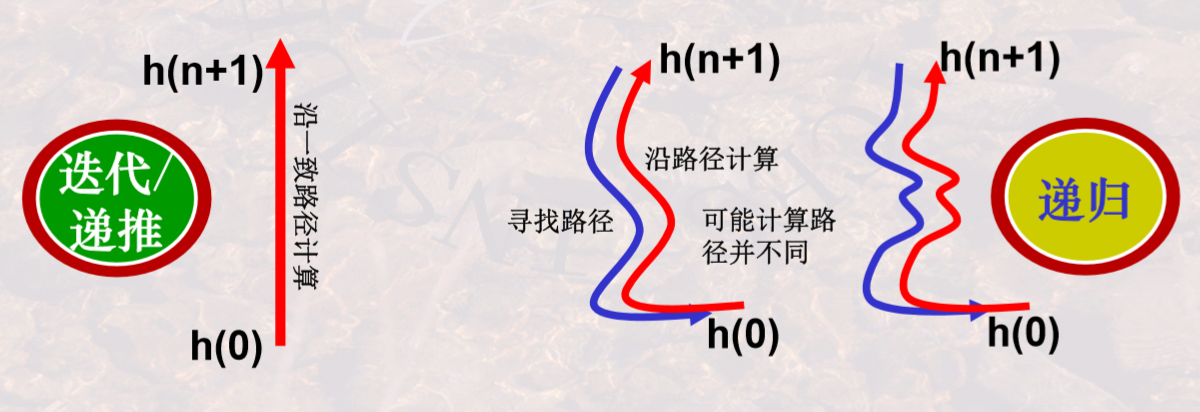 h(n+1)
迭代/
递推
沿一致路径计算
h(0)
h(n+1)
沿路径计算
寻找路径
可能计算路
径并不同
h(0)
h(n+1)
递归
h(0)